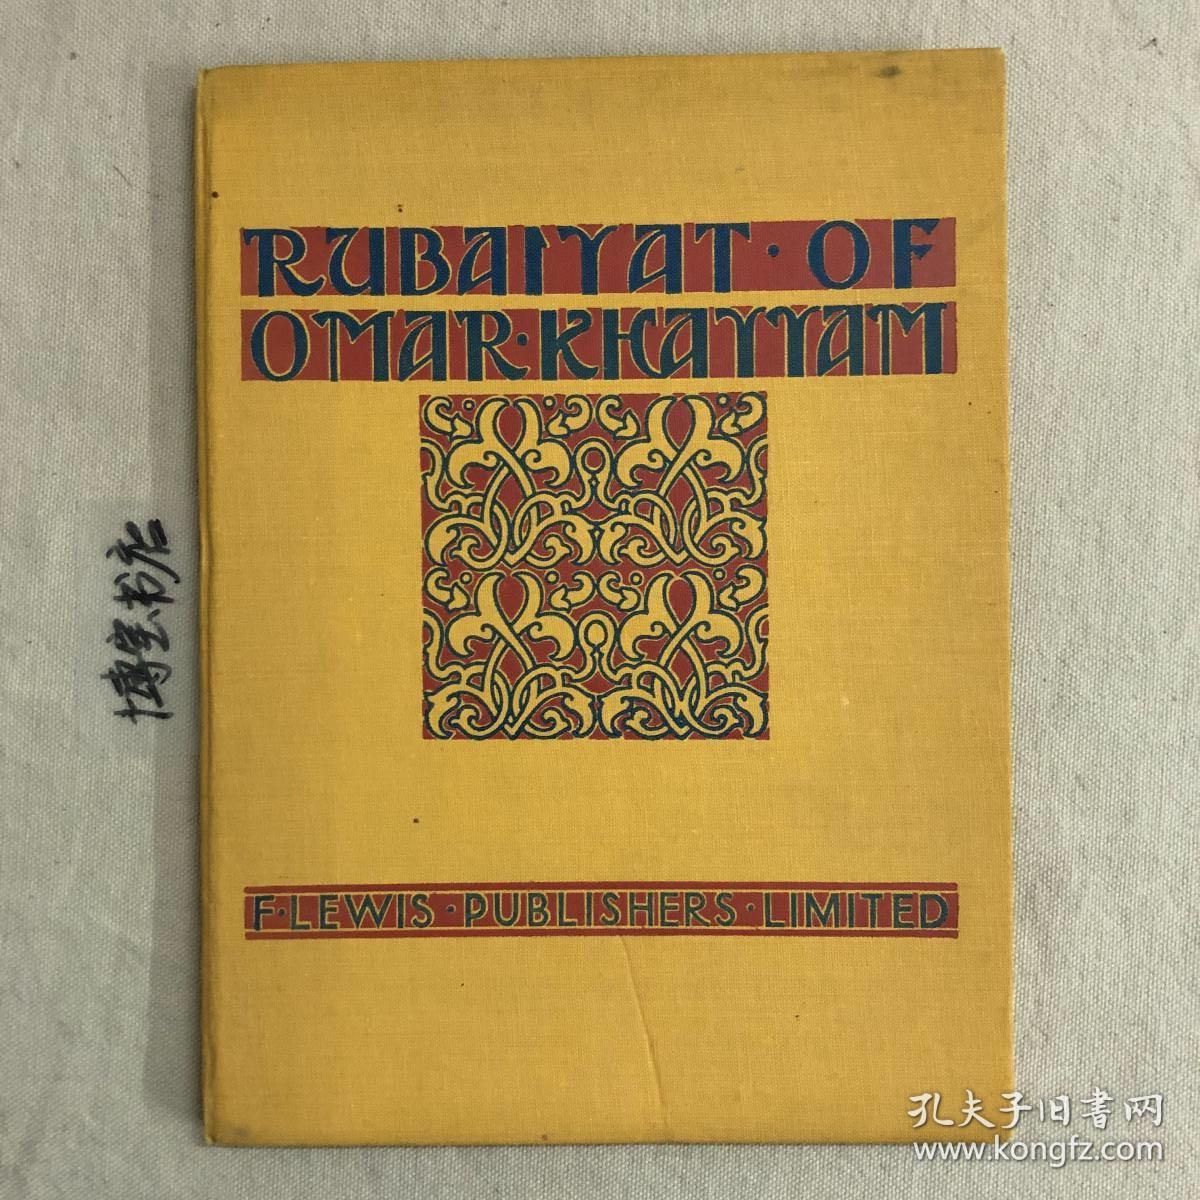 RUBAIYAT · OF
OMAR · KHAYYAM
F · LEWIS · PUBLISHERS · LIMITED
博宝书店
孔夫子旧書网
www.kongfz.com